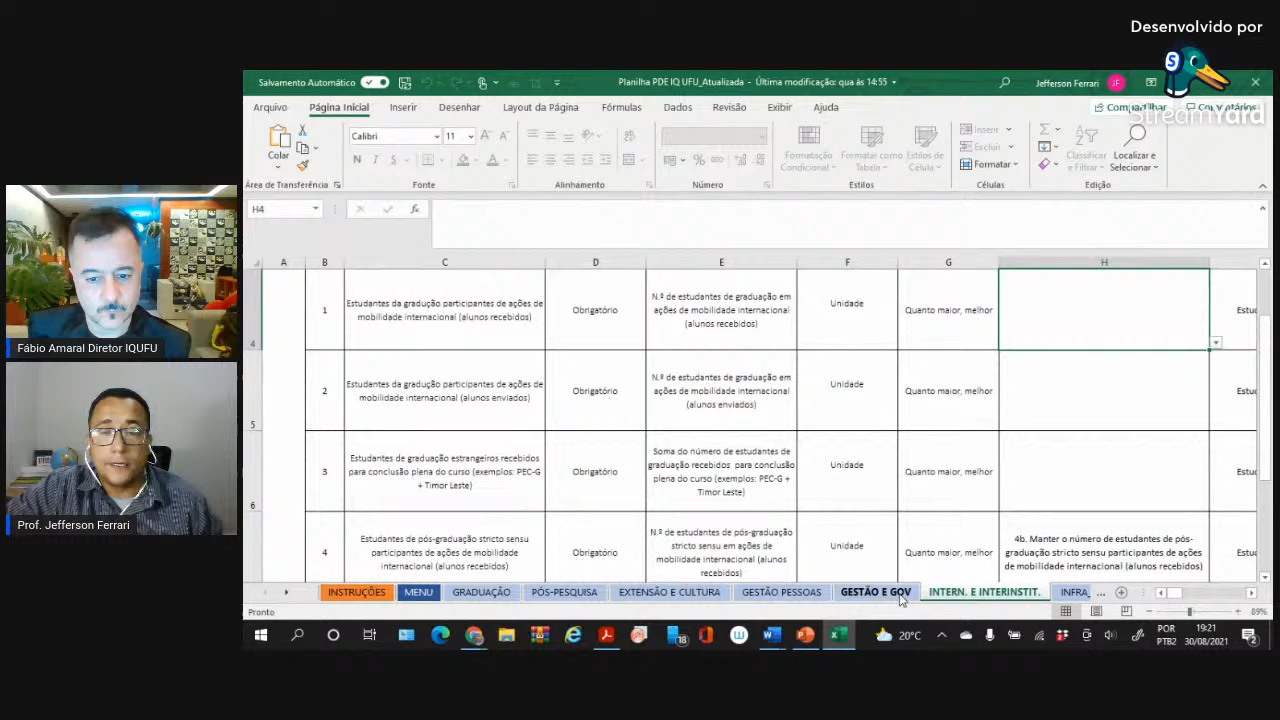 Desenvolvido por
StreamYard
Salvamento Automático
Planilha PDE IQ UFU_Atualizada - Última modificação: qua às 14:55
Jefferson Ferrari
JF
Arquivo
Página Inicial
Inserir
Desenhar
Layout da Página
Fórmulas
Dados
Revisão
Exibir
Ajuda
Compartilhar
Colar
Calibri
11
N I S
Formatação Condicional
Formatar como Tabela
Estilos de Célula
Inserir
Excluir
Formatar
Classificar e Filtrar
Localizar e Selecionar
Área de Transferência
Fonte
Alinhamento
Número
Estilos
Células
Edição
H4
fx
A B C D E F G H
4
1
Estudantes da gradução participantes de ações de
mobilidade internacional (alunos recebidos)
Obrigatório
N.º de estudantes de graduação em
ações de mobilidade internacional
(alunos recebidos)
Unidade
Quanto maior, melhor
Estu
5
2
Estudantes da gradução participantes de ações de
mobilidade internacional (alunos enviados)
Obrigatório
N.º de estudantes de graduação em
ações de mobilidade internacional
(alunos enviados)
Unidade
Quanto maior, melhor
Estu
6
3
Estudantes de graduação estrangeiros recebidos
para conclusão plena do curso (exemplos: PEC-G
+ Timor Leste)
Obrigatório
Soma do número de estudantes de
graduação recebidos para conclusão
plena do curso (exemplos: PEC-G +
Timor Leste)
Unidade
Quanto maior, melhor
Estu
4
Estudantes de pós-graduação stricto sensu
participantes de ações de mobilidade
internacional (alunos recebidos)
Obrigatório
N.º de estudantes de pós-graduação
stricto sensu em ações de
mobilidade internacional (alunos
recebidos)
Unidade
Quanto maior, melhor
4b. Manter o número de estudantes de pós-
graduação stricto sensu participantes de ações
de mobilidade internacional (alunos recebidos)
Estu
INSTRUÇÕES
MENU
GRADUAÇÃO
PÓS-PESQUISA
EXTENSÃO E CULTURA
GESTÃO PESSOAS
GESTÃO E GOV
INTERN. E INTERINSTIT.
INFRA_
...
Pronto
89%
18
20°C
POR
PTB2
19:21
30/08/2021
2
Fábio Amaral Diretor IQUFU
Prof. Jefferson Ferrari